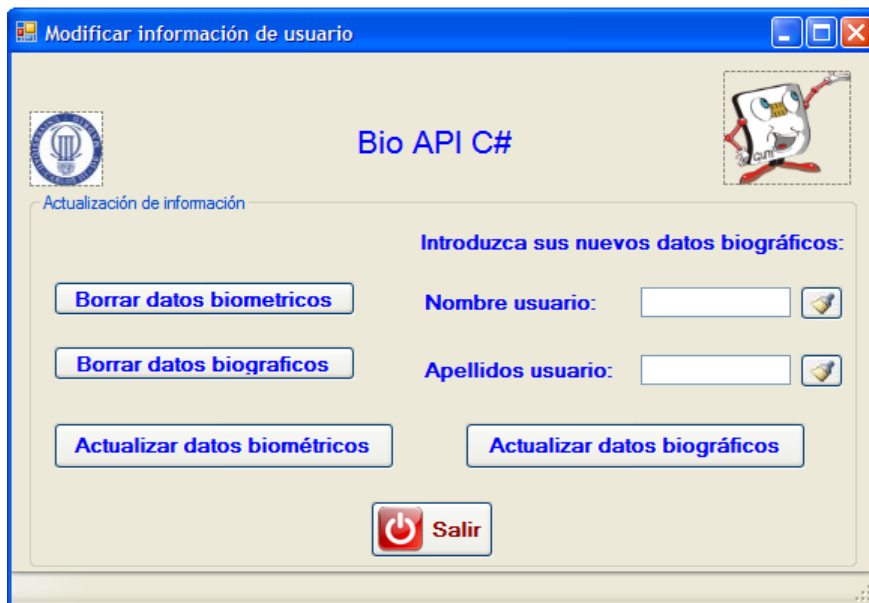 Modificar información de usuario
Bio API C#
Actualización de información
Introduzca sus nuevos datos biográficos:
Borrar datos biometricos
Nombre usuario:
Borrar datos biograficos
Apellidos usuario:
Actualizar datos biométricos
Actualizar datos biográficos
Salir